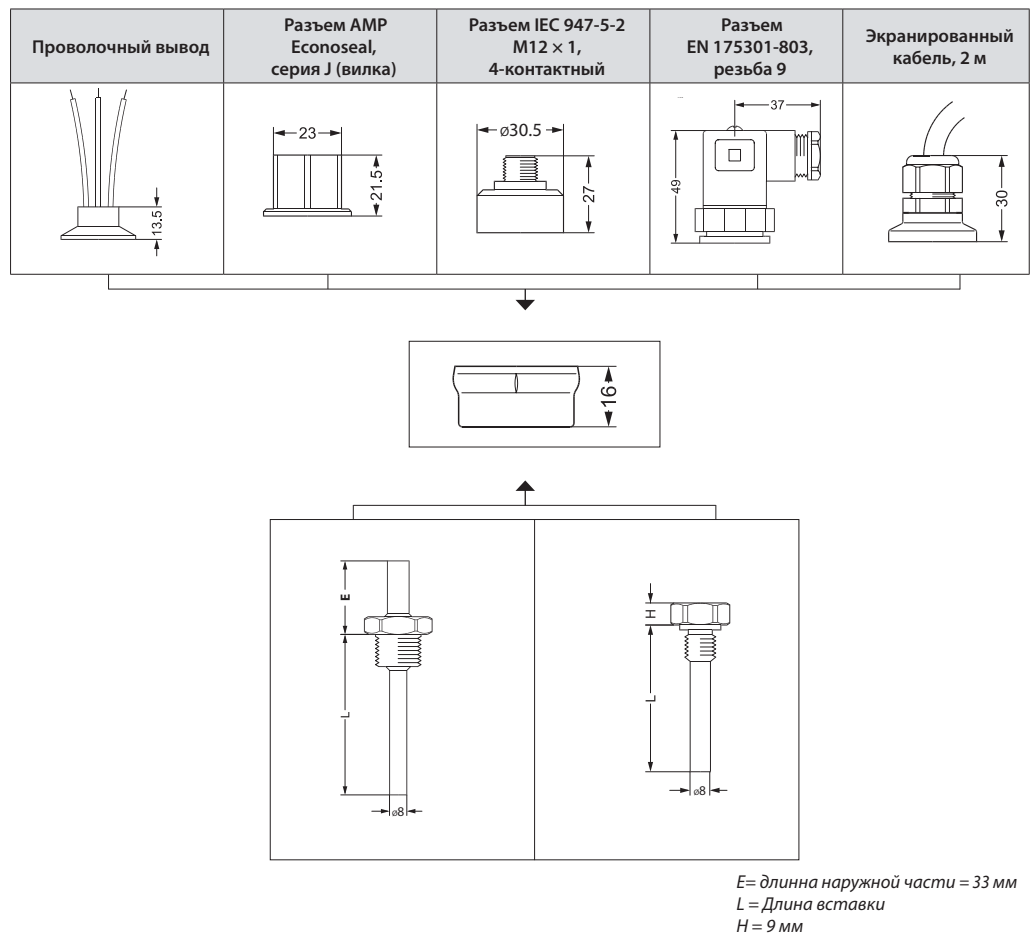 Проволочный вывод
Разъем AMP
Econoseal,
серия J (вилка)
Разъем IEC 947-5-2
M12 × 1,
4-контактный
Разъем
EN 175301-803,
резьба 9
Экранированный
кабель, 2 м
13.5
23
21.5
ø30.5
27
37
49
30
16
E
L
ø8
H
L
ø8
E= длинна наружной части = 33 мм
L = Длина вставки
H = 9 мм